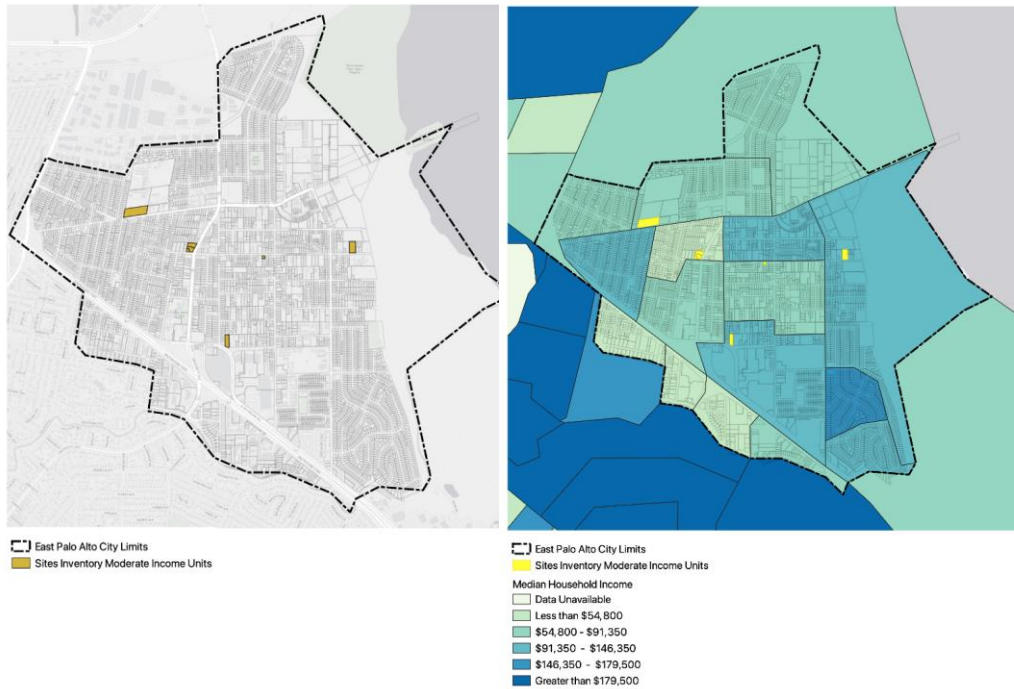 East Palo Alto City Limits
Sites Inventory Moderate Income Units
East Palo Alto City Limits
Sites Inventory Moderate Income Units
Median Household Income
Data Unavailable
Less than $54,800
$54,800 - $91,350
$91,350 - $146,350
$146,350 - $179,500
Greater than $179,500